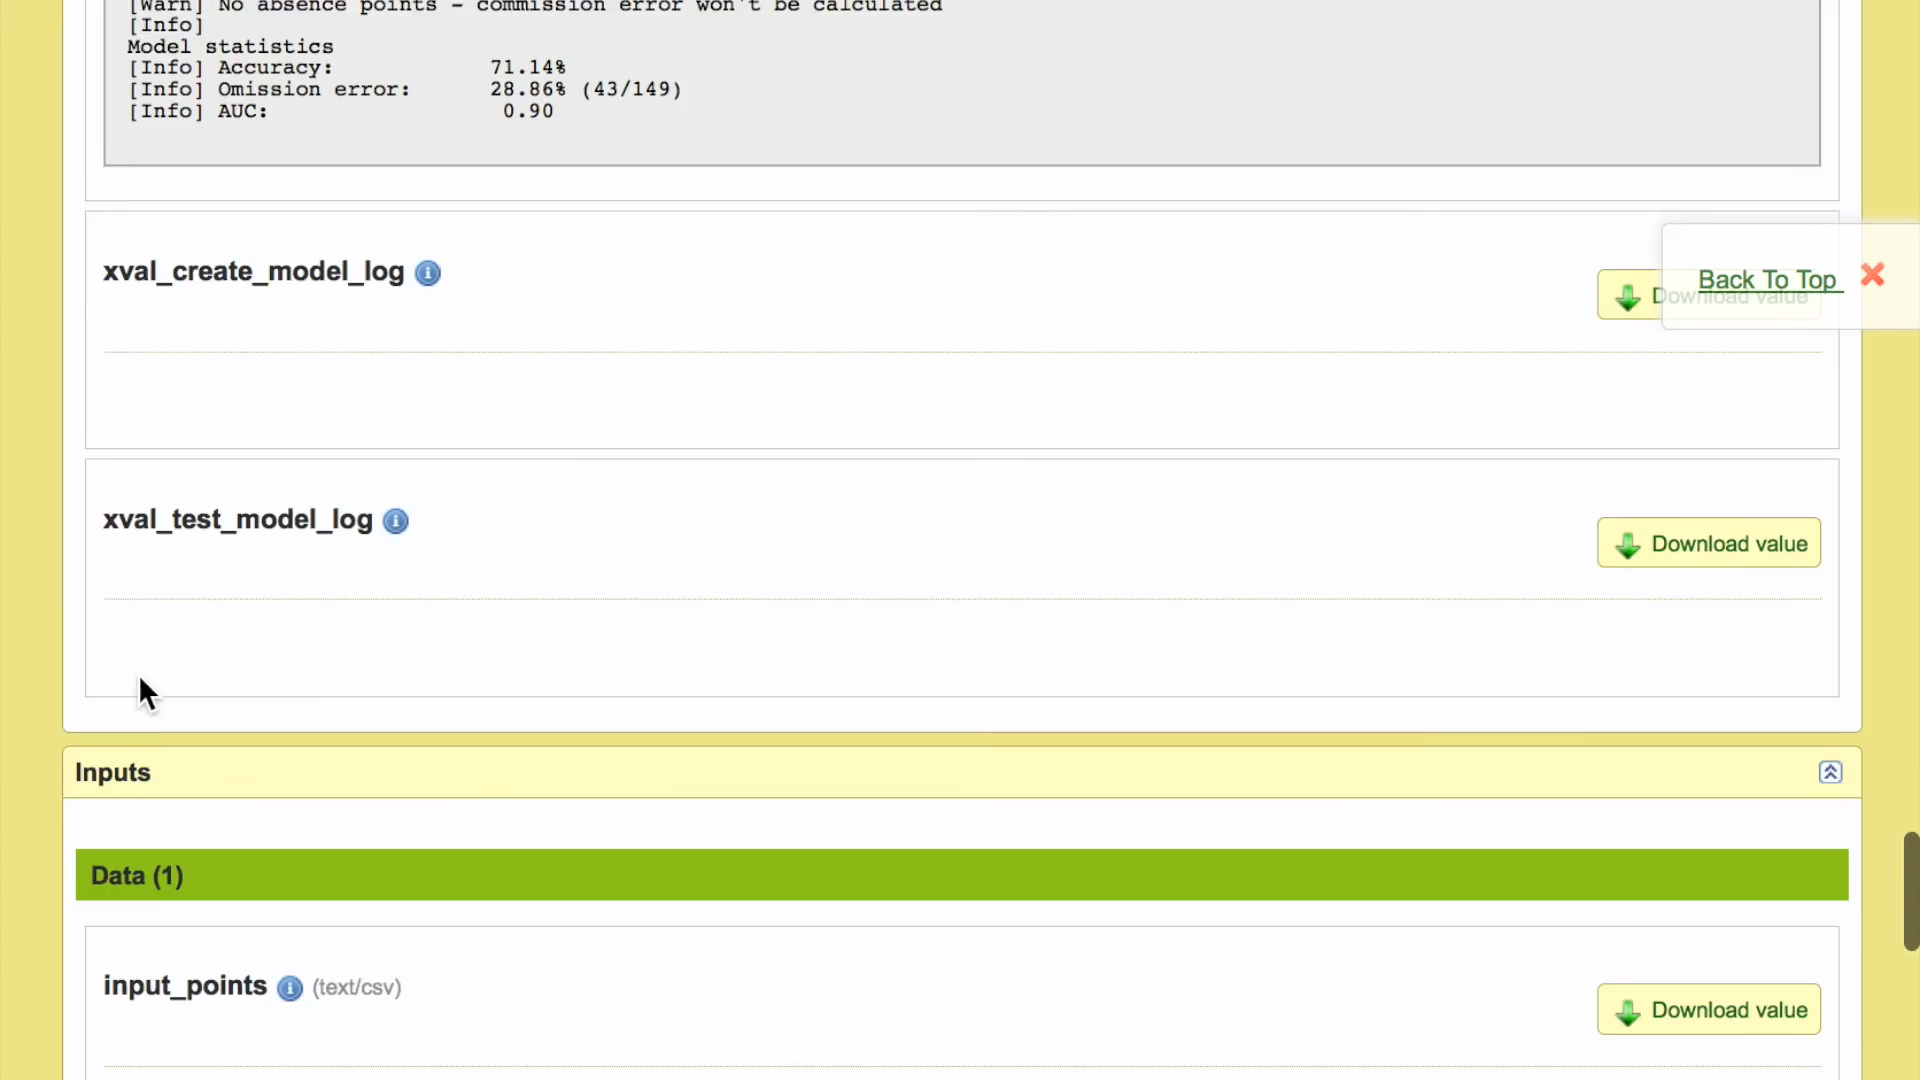 [Warn] No absence points - commission error won't be calculated
[Info]
Model statistics
[Info] Accuracy: 71.14%
[Info] Omission error: 28.86% (43/149)
[Info] AUC: 0.90
xval_create_model_log
Back To Top
Download value
xval_test_model_log
Download value
Inputs
Data (1)
input_points (text/csv)
Download value